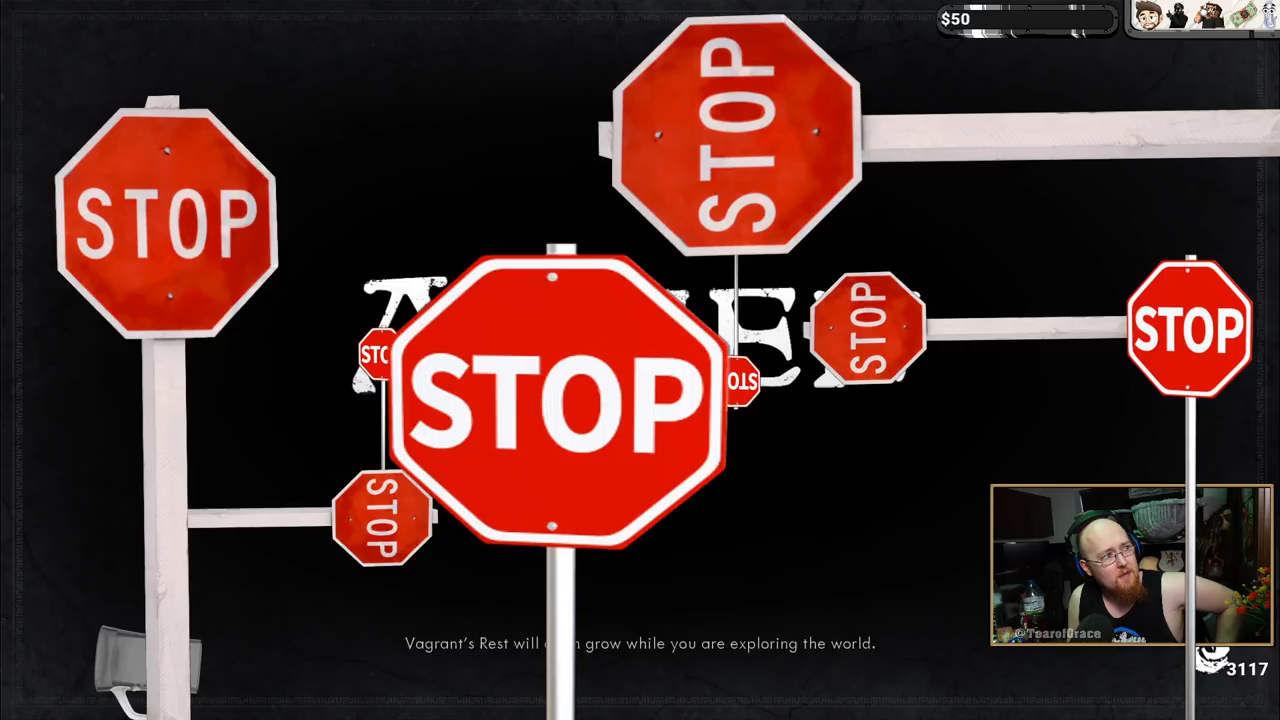 $50
STOP
STOP
STOP
STOP
STOP
STOP
STOP
Vagrant's Rest will grow while you are exploring the world.
@TearofGrace
3117